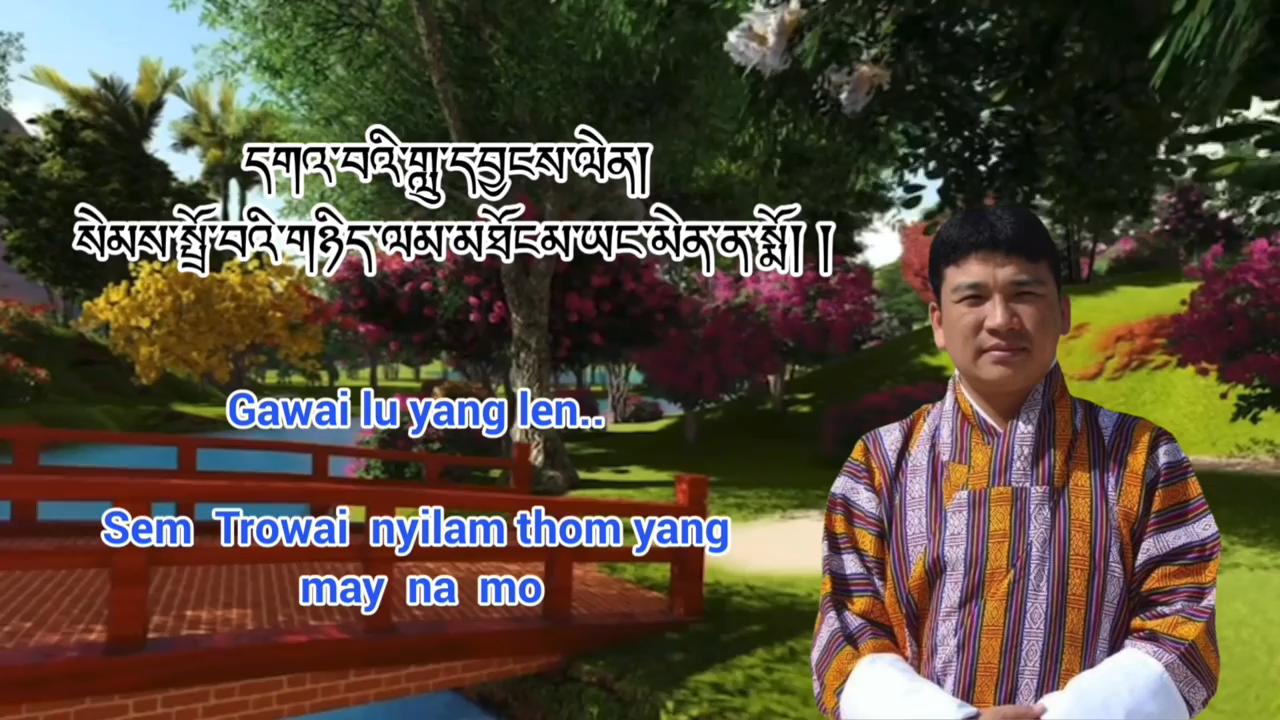 དགའ་བའི་གླུ་དབྱངས་ལེན།
སེམས་སྤྲོ་བའི་གཉིད་ལམ་མཐོངམ་ཡང་མེན་ན་སྨོ། །
Gawai lu yang len..
Sem Trowai nyilam thom yang
may na mo